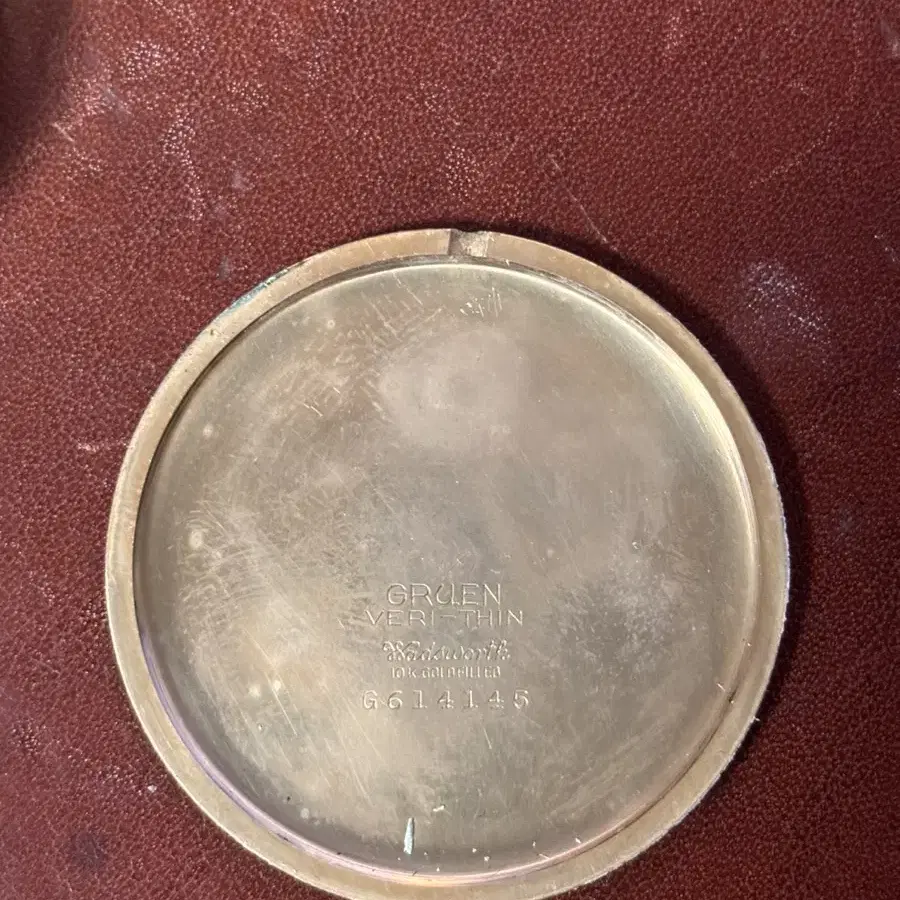 GRUEN
VERI-THIN
Wadsworth
10K GOLD FILLED
G614145